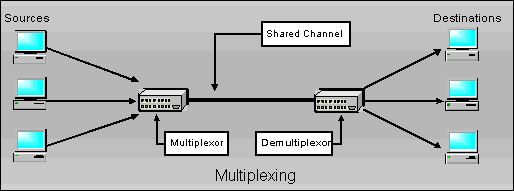 Sources
Destinations
Shared Channel
Multiplexor
Demultiplexor
Multiplexing